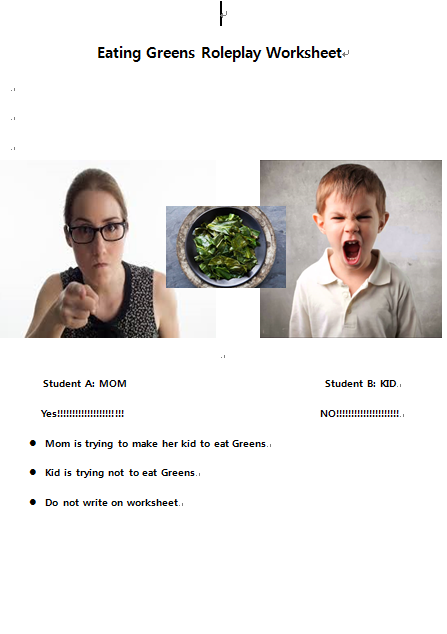 Eating Greens Roleplay Worksheet
Student A: MOM Student B: KID
Yes!!!!!!!!!!!!!!!!!!!!!! NO!!!!!!!!!!!!!!!!!!!!!
● Mom is trying to make her kid to eat Greens.
● Kid is trying not to eat Greens.
● Do not write on worksheet.